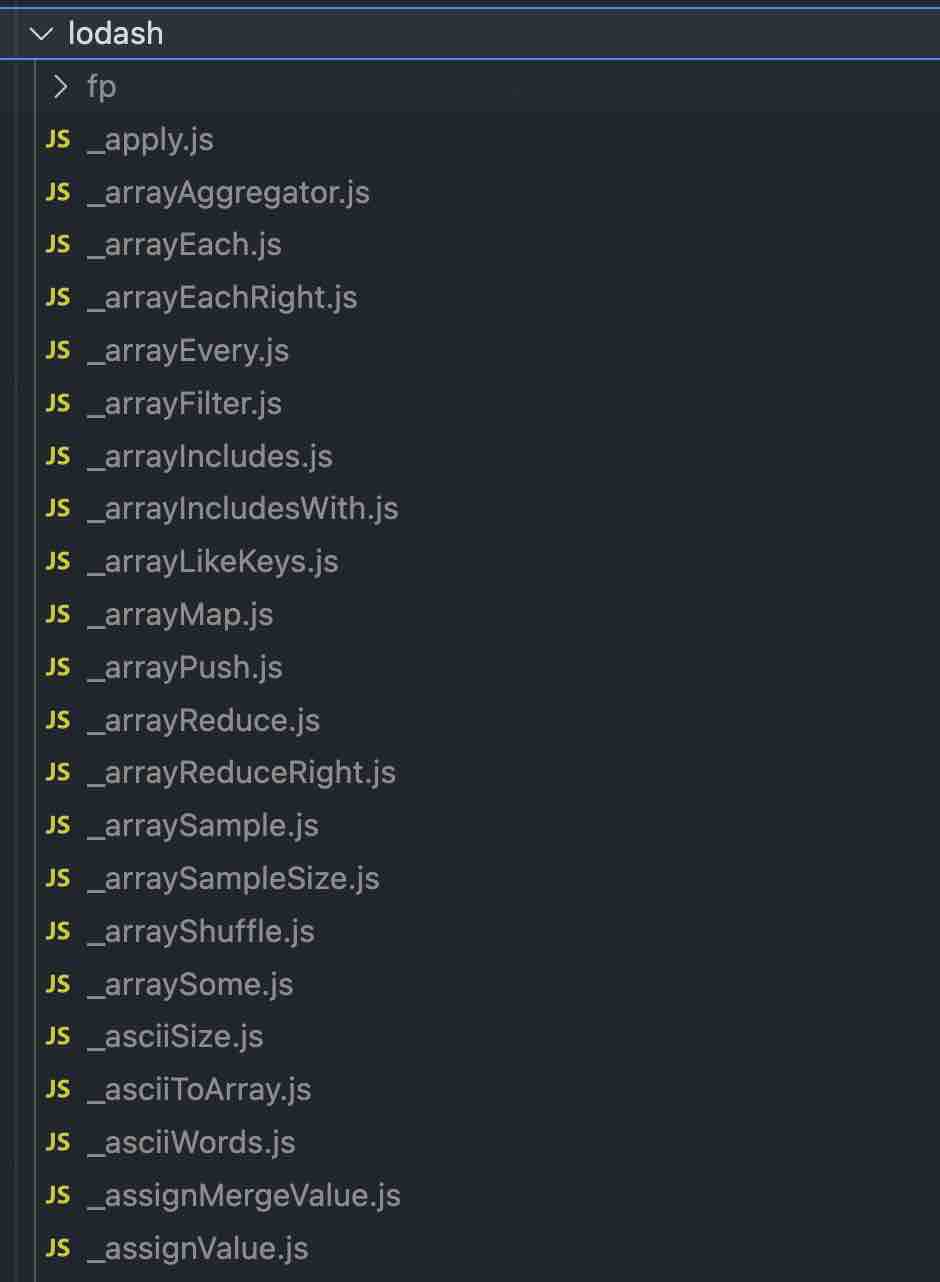 lodash
fp
JS _apply.js
JS _arrayAggregator.js
JS _arrayEach.js
JS _arrayEachRight.js
JS _arrayEvery.js
JS _arrayFilter.js
JS _arrayIncludes.js
JS _arrayIncludesWith.js
JS _arrayLikeKeys.js
JS _arrayMap.js
JS _arrayPush.js
JS _arrayReduce.js
JS _arrayReduceRight.js
JS _arraySample.js
JS _arraySampleSize.js
JS _arrayShuffle.js
JS _arraySome.js
JS _asciiSize.js
JS _asciiToArray.js
JS _asciiWords.js
JS _assignMergeValue.js
JS _assignValue.js